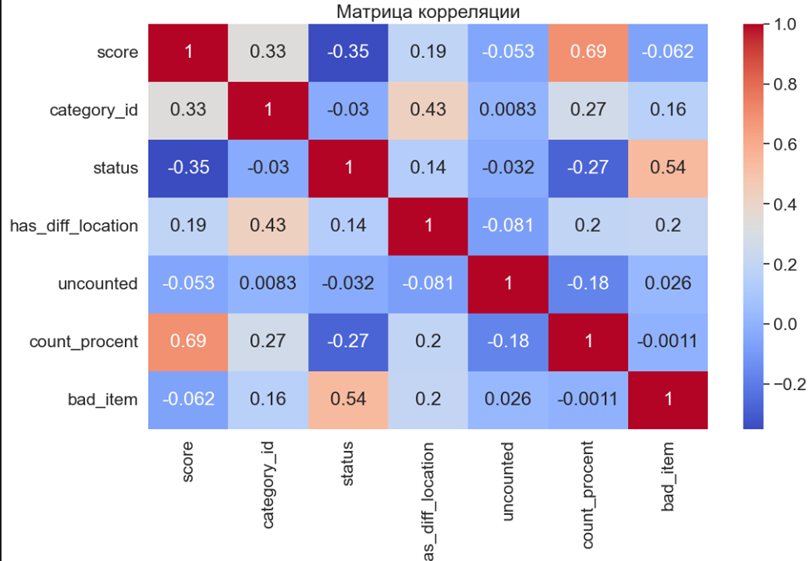 Матрица корреляции
score 1 0.33 -0.35 0.19 -0.053 0.69 -0.062
category_id 0.33 1 -0.03 0.43 0.0083 0.27 0.16
status -0.35 -0.03 1 0.14 -0.032 -0.27 0.54
has_diff_location 0.19 0.43 0.14 1 -0.081 0.2 0.2
uncounted -0.053 0.0083 -0.032 -0.081 1 -0.18 0.026
count_procent 0.69 0.27 -0.27 0.2 -0.18 1 -0.0011
bad_item -0.062 0.16 0.54 0.2 0.026 -0.0011 1
score category_id status as_diff_location uncounted count_procent bad_item
1.0
0.8
0.6
0.4
0.2
0.0
−0.2